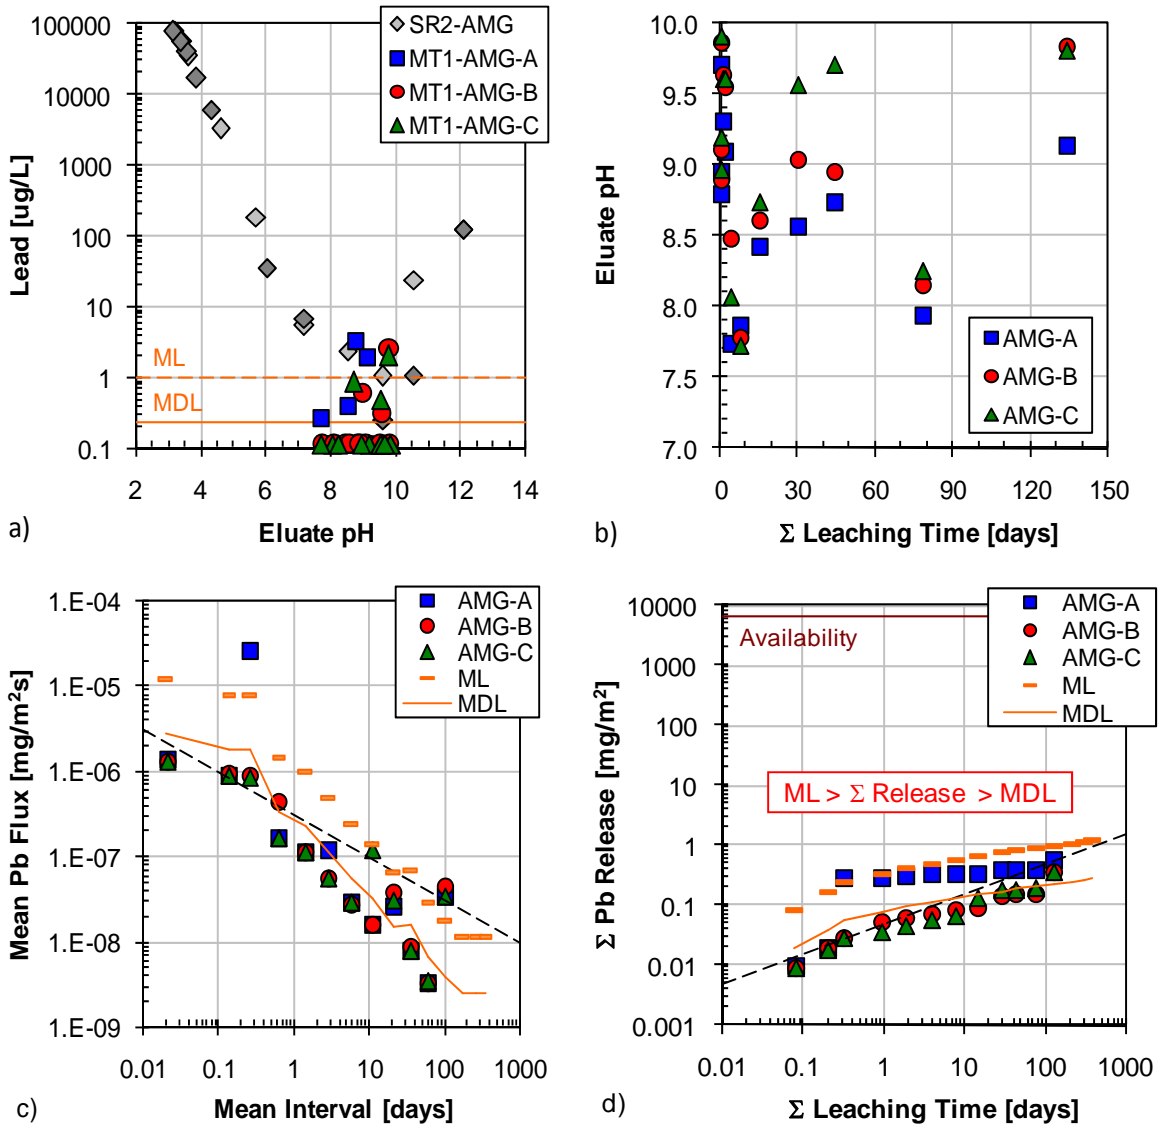 100000
10000
1000
100
10
1
0.1
Lead [ug/L]
ML
MDL
SR2-AMG
MT1-AMG-A
MT1-AMG-B
MT1-AMG-C
2 4 6 8 10 12 14
Eluate pH
a)
10.0
9.5
9.0
8.5
8.0
7.5
7.0
Eluate pH
AMG-A
AMG-B
AMG-C
0 30 60 90 120 150
Σ Leaching Time [days]
b)
1.E-04
1.E-05
1.E-06
1.E-07
1.E-08
1.E-09
Mean Pb Flux [mg/m²s]
AMG-A
AMG-B
AMG-C
ML
MDL
0.01 0.1 1 10 100 1000
Mean Interval [days]
c)
10000
1000
100
10
1
0.1
0.01
0.001
Σ Pb Release [mg/m²]
Availability
AMG-A
AMG-B
AMG-C
ML
MDL
ML > Σ Release > MDL
0.01 0.1 1 10 100 1000
Σ Leaching Time [days]
d)